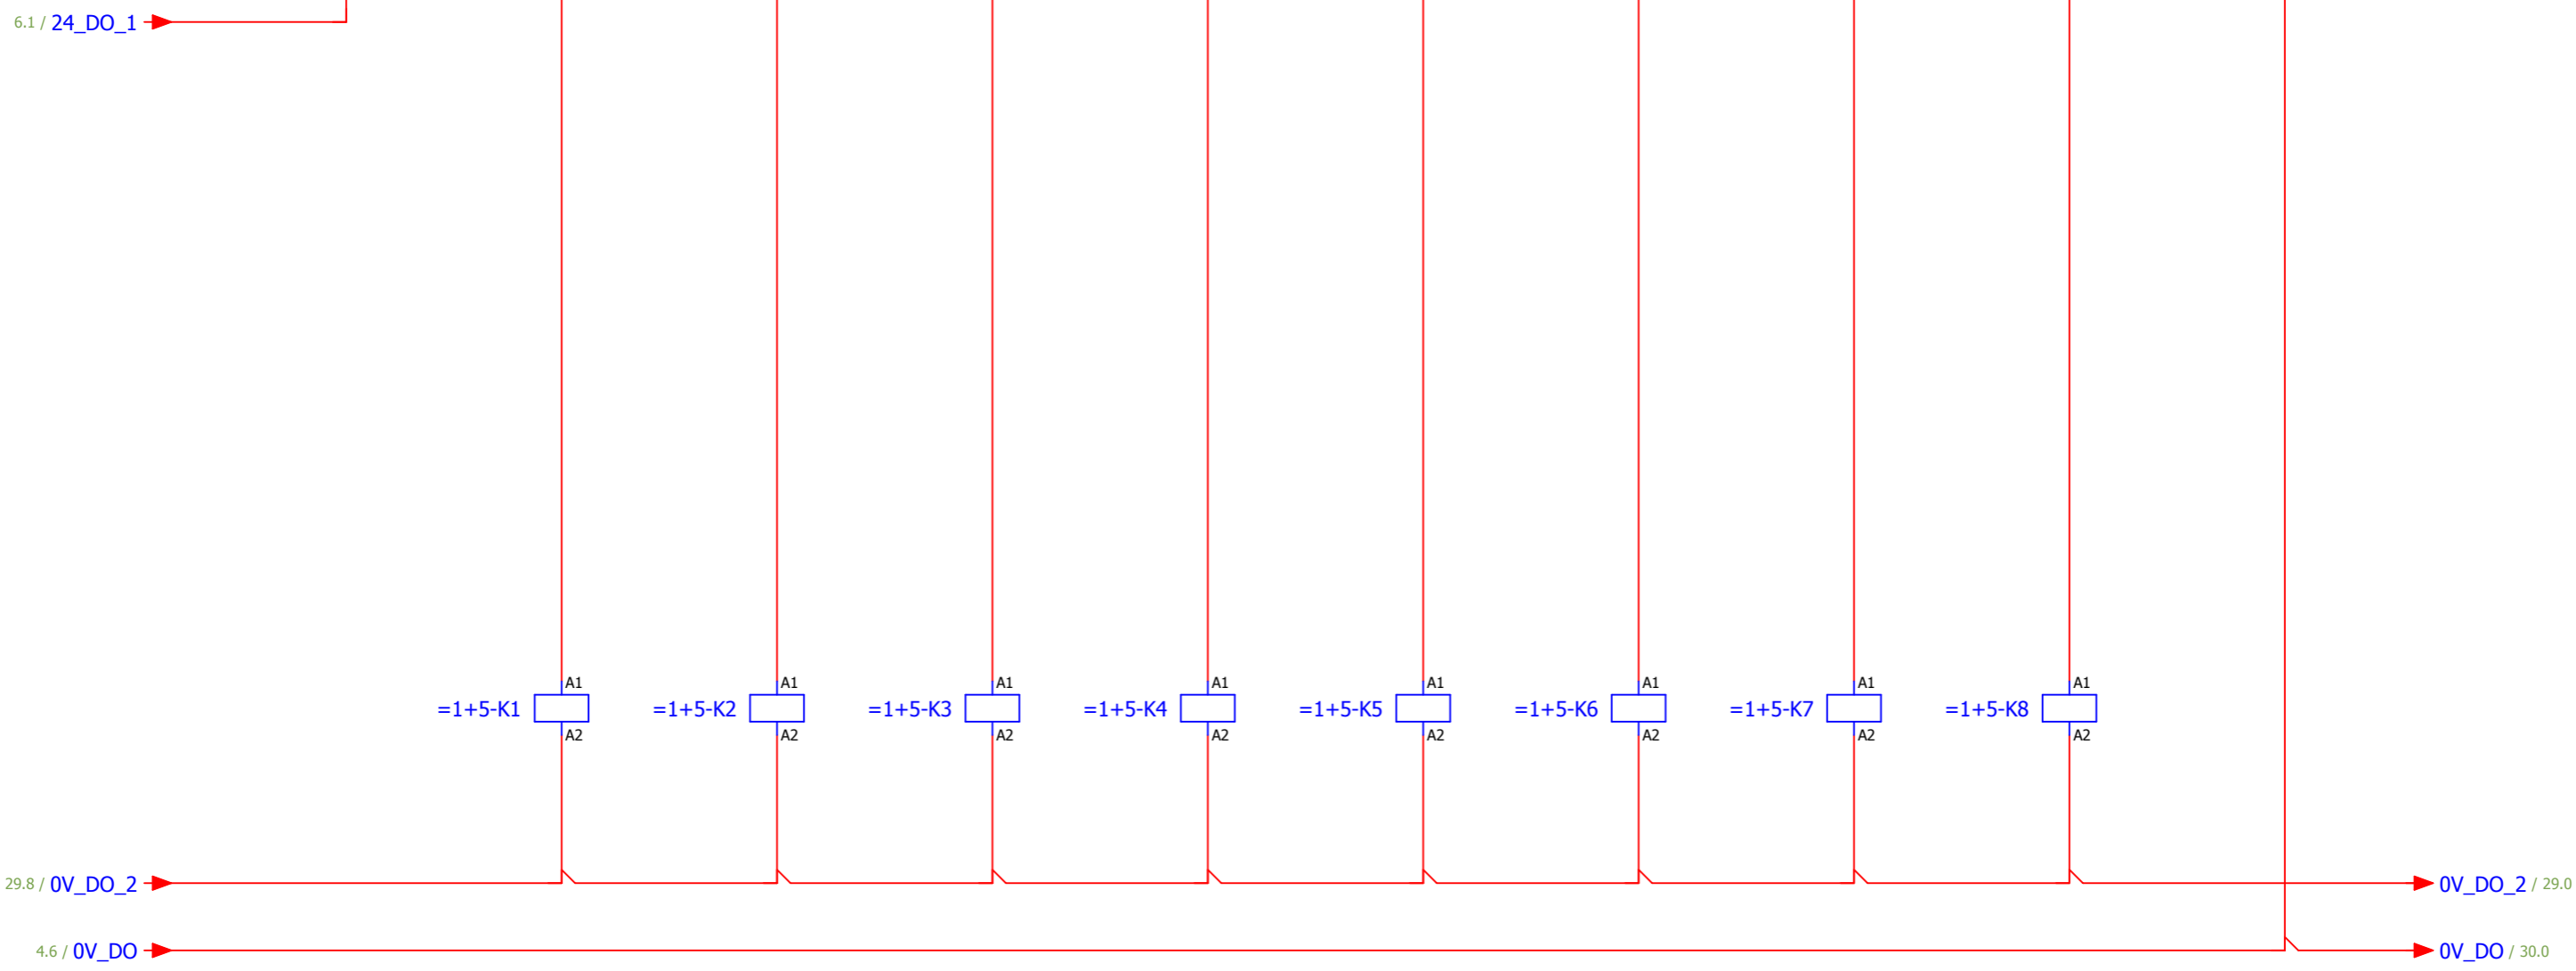 6.1 / 24_DO_1
A1 A1 A1 A1 A1 A1 A1 A1
=1+5-K1 =1+5-K2 =1+5-K3 =1+5-K4 =1+5-K5 =1+5-K6 =1+5-K7 =1+5-K8
A2 A2 A2 A2 A2 A2 A2 A2
29.8 / 0V_DO_2 0V_DO_2 / 29.0
4.6 / 0V_DO 0V_DO / 30.0